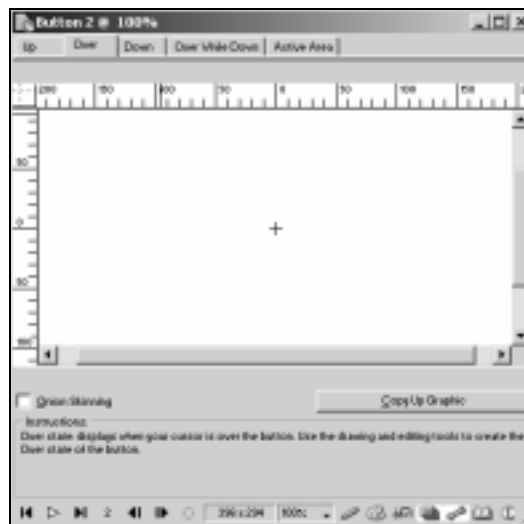 Button 2 @ 100%
Up Over Down Over While Down Active Area
200 150 100 50 0 50 100 150
50
0
50
100
Onion Skinning Copy Up Graphic
Instructions
Over state displays when your cursor is over the button. Use the drawing and editing tools to create the
Over state of the button.
2 100%